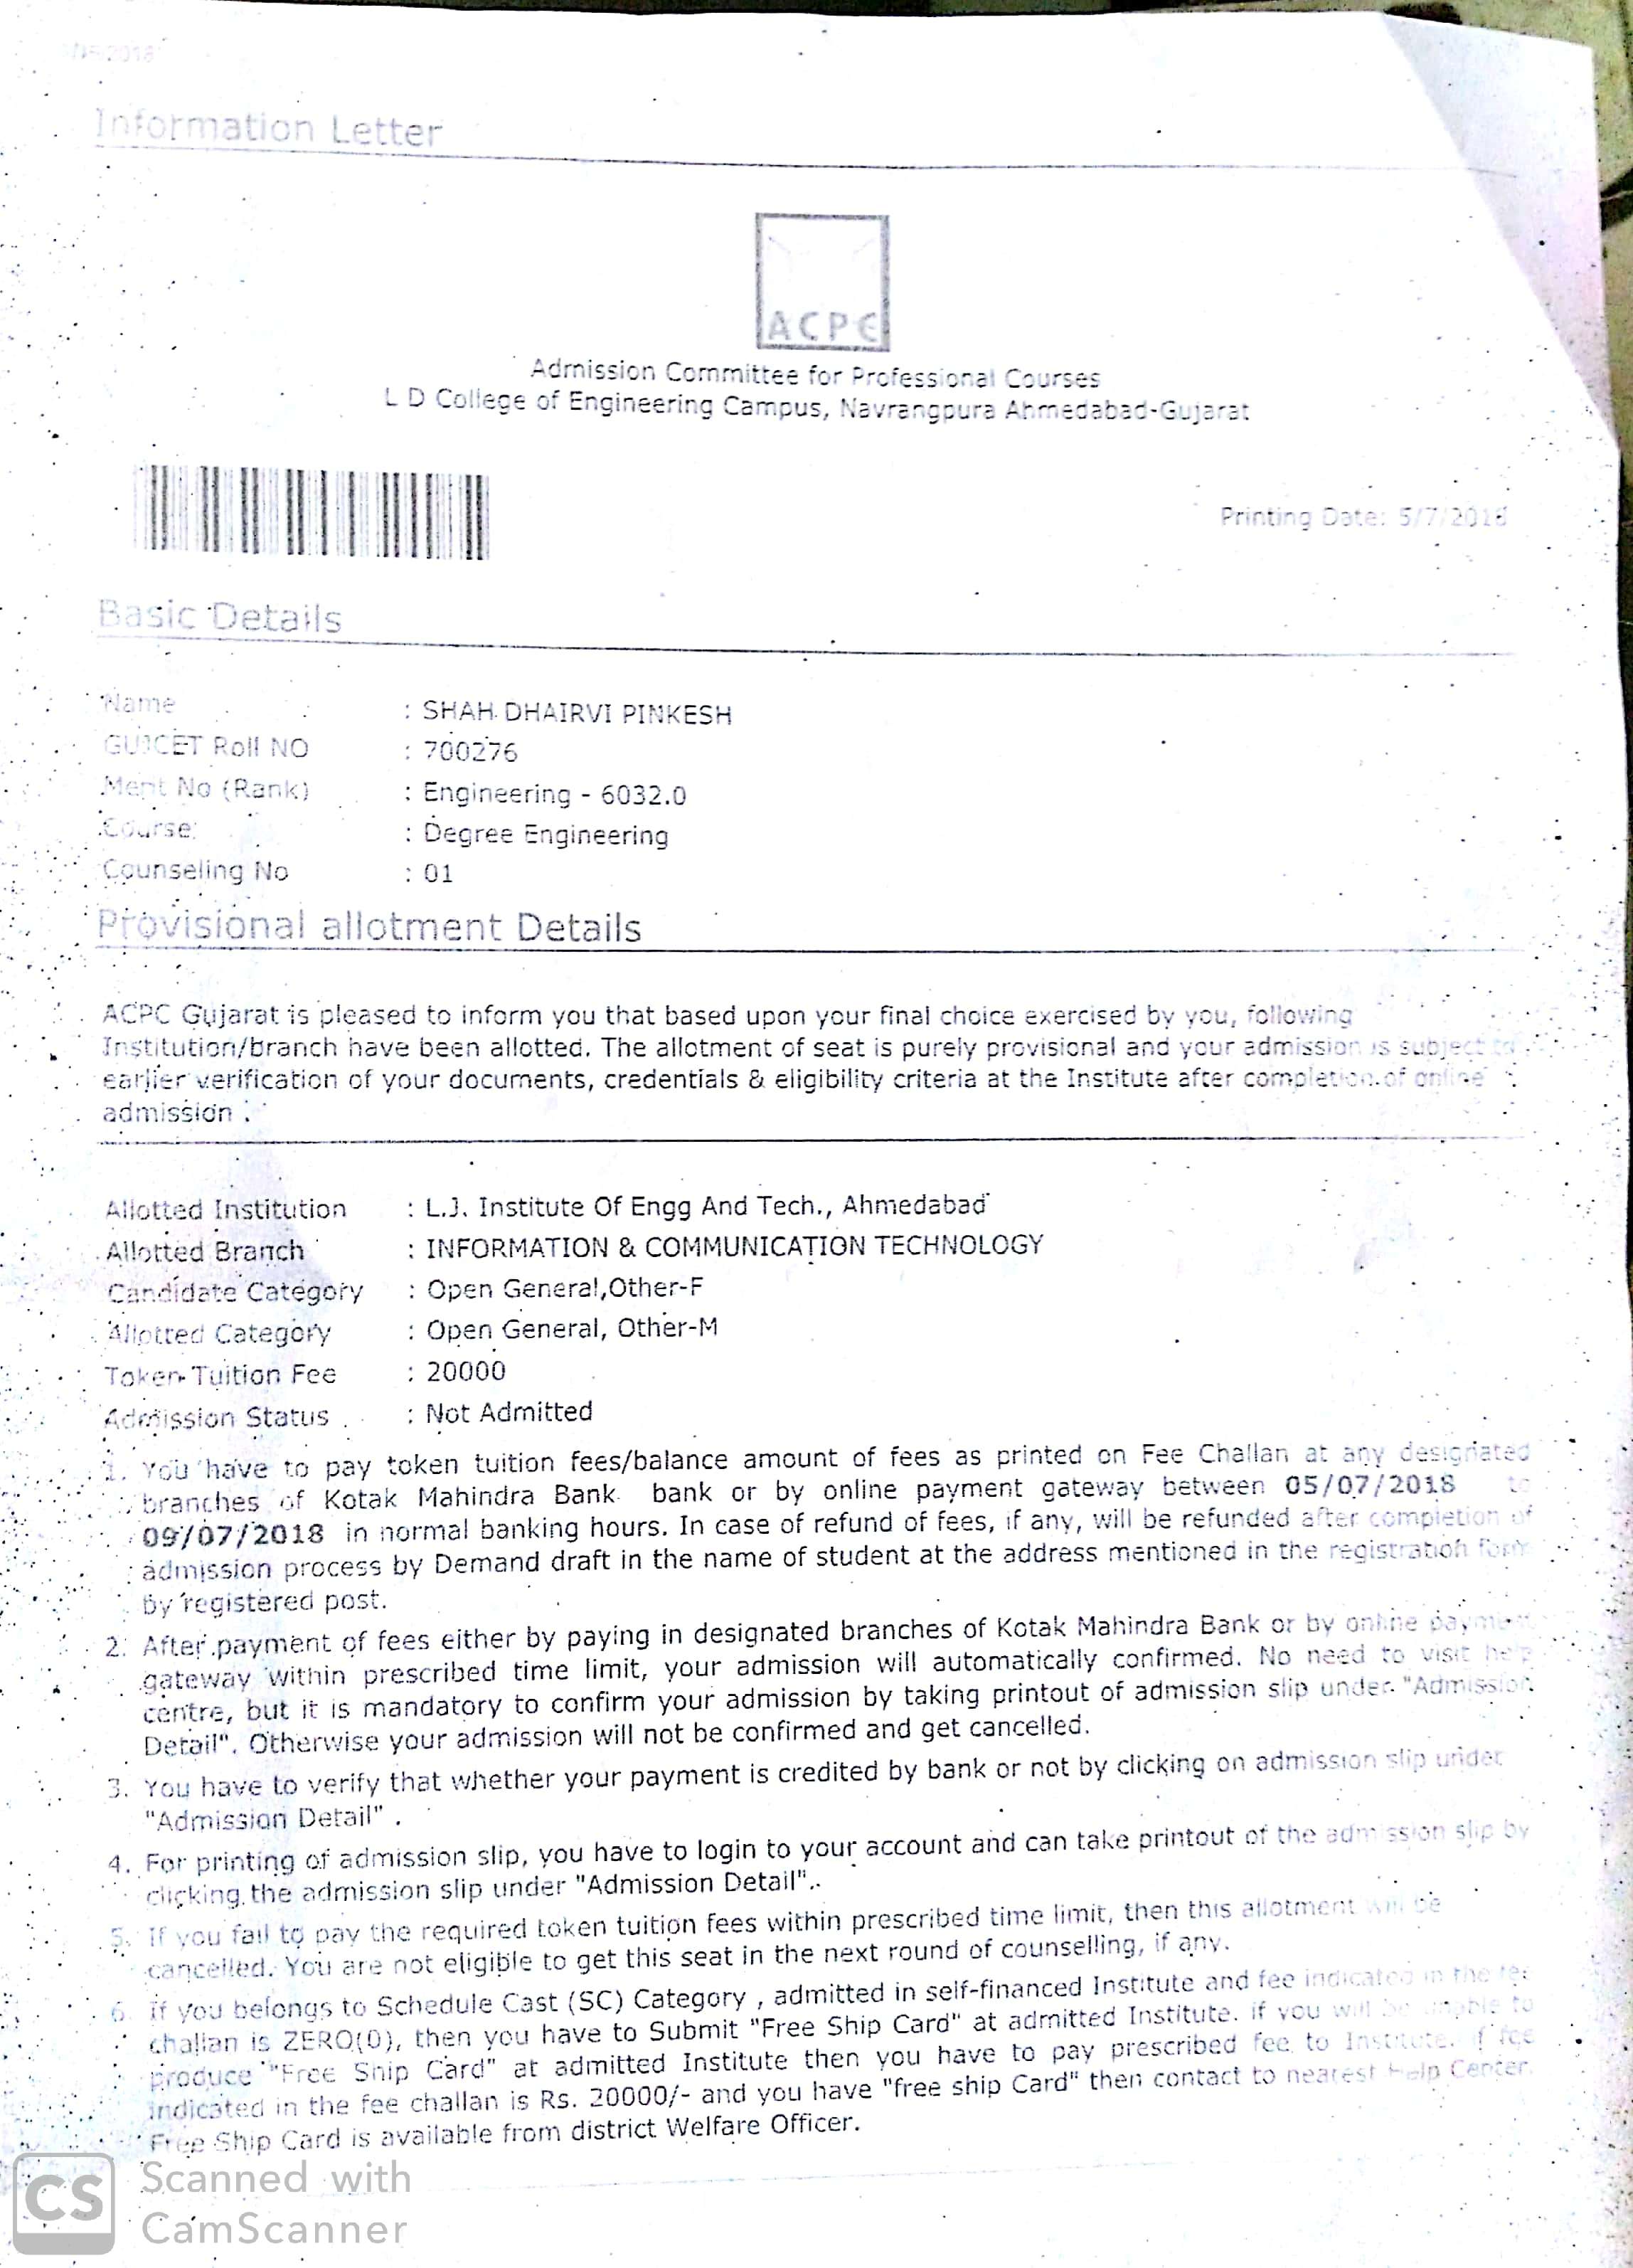 Information Letter
ACPC
Admission Committee for Professional Courses
L D College of Engineering Campus, Navrangpura Ahmedabad-Gujarat
Printing Date: 5/7/2018
Basic Details
Name : SHAH DHAIRVI PINKESH
GUJCET Roll NO : 700276
Merit No (Rank) : Engineering - 6032.0
Course : Degree Engineering
Counseling No : 01
Provisional allotment Details
ACPC Gujarat is pleased to inform you that based upon your final choice exercised by you, following
Institution/branch have been allotted. The allotment of seat is purely provisional and your admission is subject to
earlier verification of your documents, credentials & eligibility criteria at the Institute after completion of online
admission .
Allotted Institution : L.J. Institute Of Engg And Tech., Ahmedabad
Allotted Branch : INFORMATION & COMMUNICATION TECHNOLOGY
Candidate Category : Open General,Other-F
Allotted Category : Open General, Other-M
Token Tuition Fee : 20000
Admission Status : Not Admitted
1. You have to pay token tuition fees/balance amount of fees as printed on Fee Challan at any designated
branches of Kotak Mahindra Bank bank or by online payment gateway between 05/07/2018 to
09/07/2018 in normal banking hours. In case of refund of fees, if any, will be refunded after completion of
admission process by Demand draft in the name of student at the address mentioned in the registration form
by registered post.
2. After payment of fees either by paying in designated branches of Kotak Mahindra Bank or by online payment
gateway within prescribed time limit, your admission will automatically confirmed. No need to visit help
centre, but it is mandatory to confirm your admission by taking printout of admission slip under "Admission
Detail". Otherwise your admission will not be confirmed and get cancelled.
3. You have to verify that whether your payment is credited by bank or not by clicking on admission slip under
"Admission Detail" .
4. For printing of admission slip, you have to login to your account and can take printout of the admission slip by
clicking the admission slip under "Admission Detail".
5. If you fail to pay the required token tuition fees within prescribed time limit, then this allotment will be
cancelled. You are not eligible to get this seat in the next round of counselling, if any.
6. If you belongs to Schedule Cast (SC) Category , admitted in self-financed Institute and fee indicated in the fee
challan is ZERO(0), then you have to Submit "Free Ship Card" at admitted Institute. if you will be unable to
produce "Free Ship Card" at admitted Institute then you have to pay prescribed fee to Institute. if fee
indicated in the fee challan is Rs. 20000/- and you have "free ship Card" then contact to nearest Help Center.
Free Ship Card is available from district Welfare Officer.
CS Scanned with
CamScanner